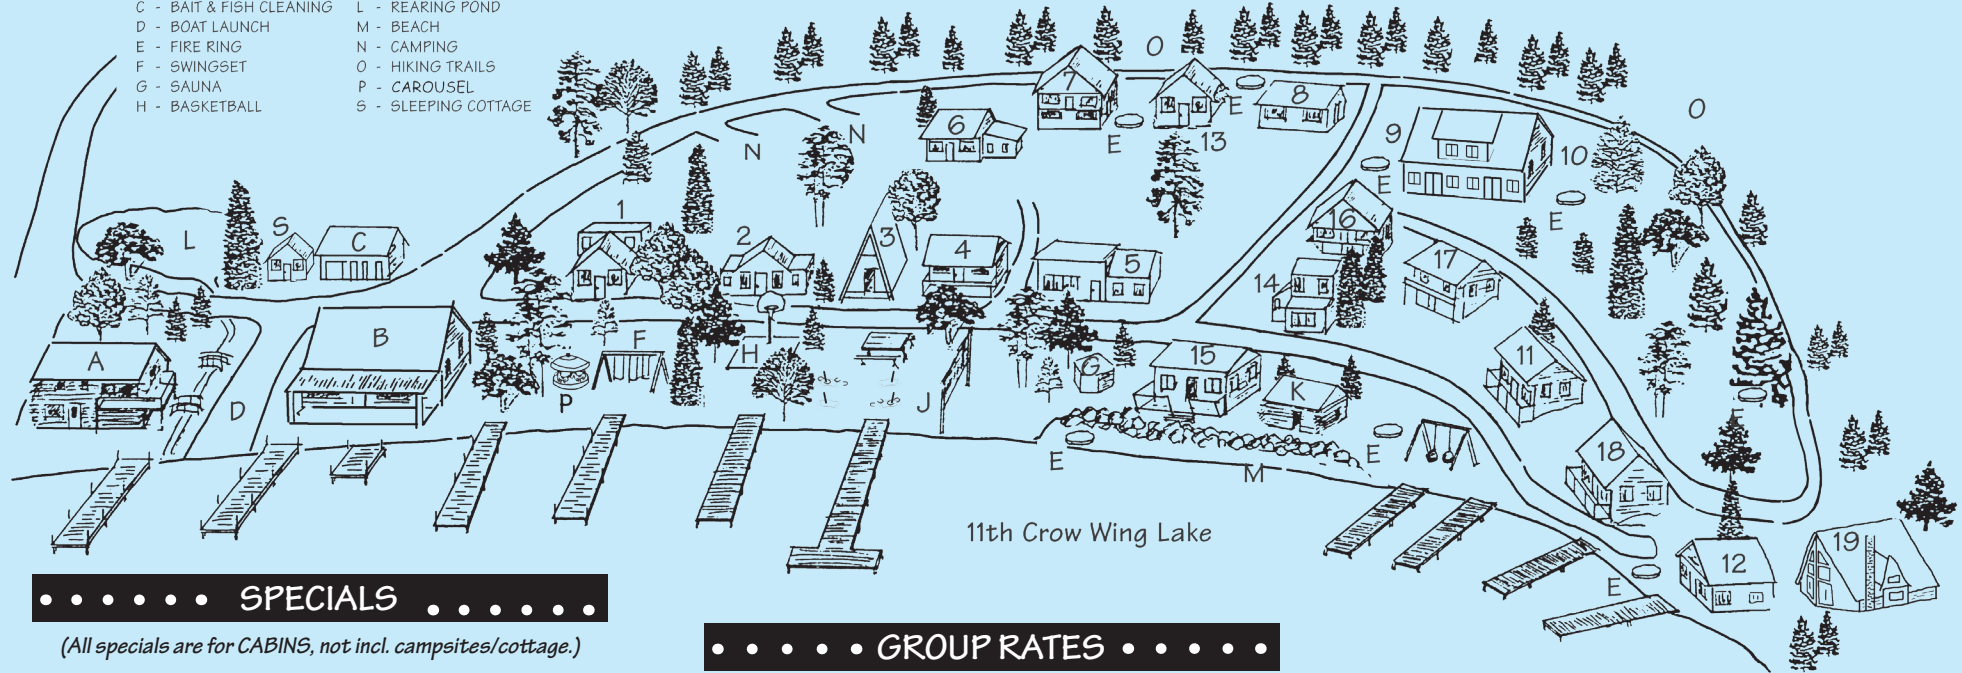 C - BAIT & FISH CLEANING
D - BOAT LAUNCH
E - FIRE RING
F - SWINGSET
G - SAUNA
H - BASKETBALL
L - REARING POND
M - BEACH
N - CAMPING
O - HIKING TRAILS
P - CAROUSEL
S - SLEEPING COTTAGE
O
7
E
8
O
6
N
N
E
13
9
10
E
E
L
S
C
1
2
3
4
5
16
14
17
A
B
F
H
P
D
J
G
15
K
11
E
E
M
E
18
E
12
19
11th Crow Wing Lake
SPECIALS
(All specials are for CABINS, not incl. campsites/cottage.)
GROUP RATES